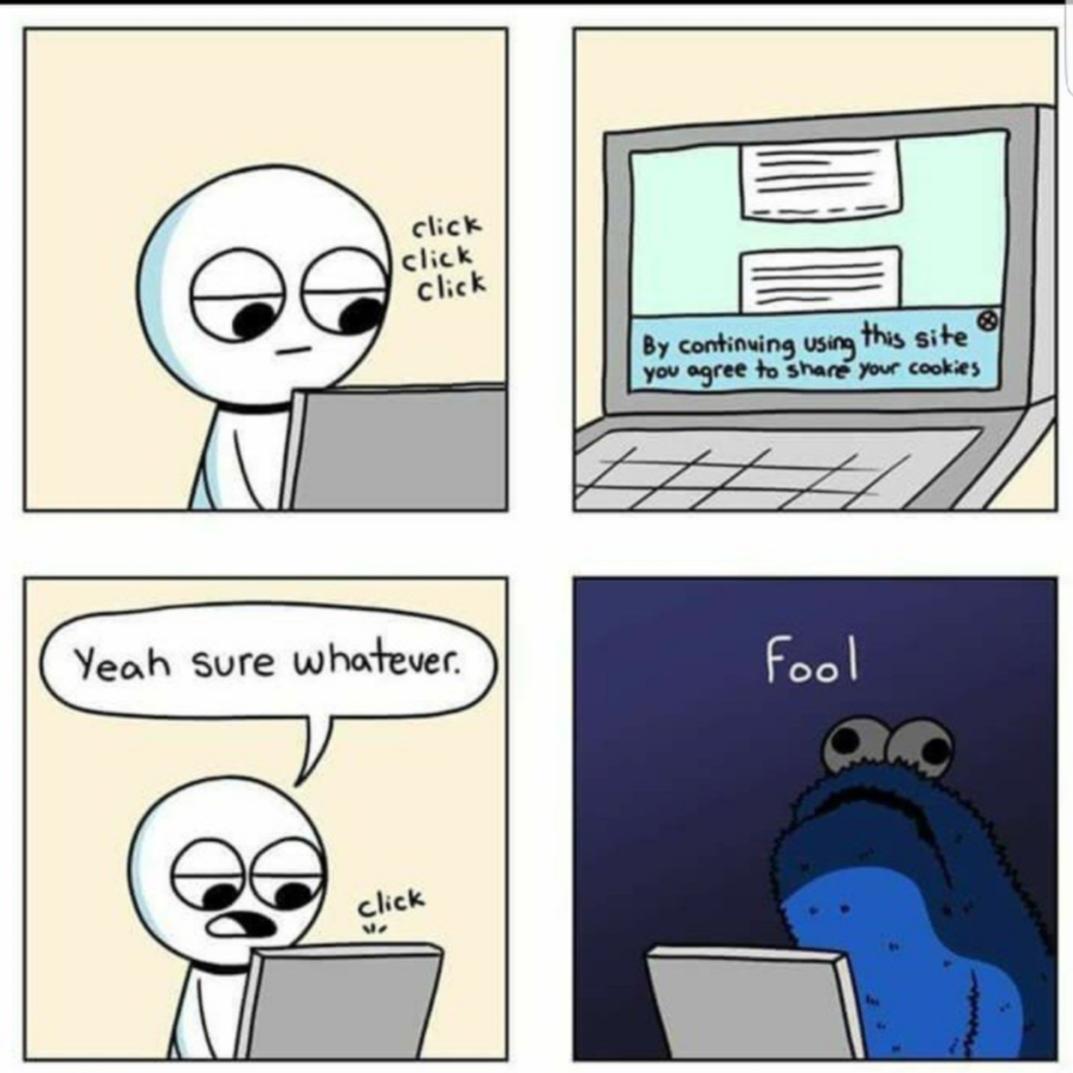 click
click
click
By continuing using this site
you agree to share your cookies
Yeah sure whatever.
click
Fool